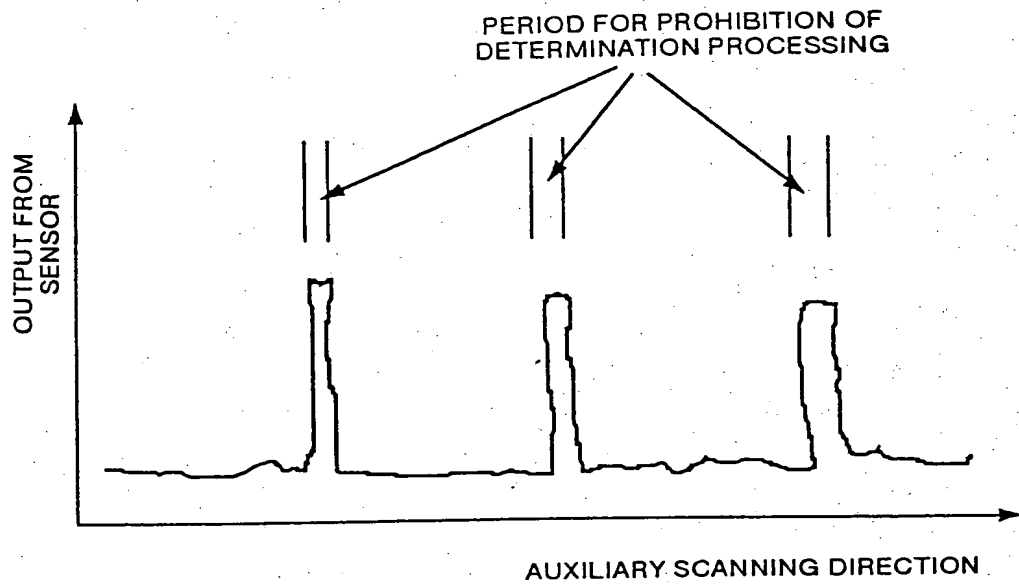 PERIOD FOR PROHIBITION OF
DETERMINATION PROCESSING
OUTPUT FROM
SENSOR
AUXILIARY SCANNING DIRECTION